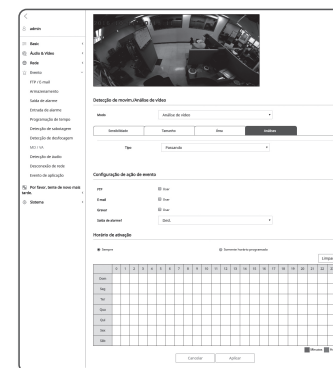 admin
Basic
Áudio & Vídeo
Rede
Evento
FTP / E-mail
Armazenamento
Saída de alarme
Entrada de alarme
Programação de tempo
Detecção de sabotagem
Detecção de desfocagem
MD / VA
Detecção de áudio
Desconexão de rede
Evento de aplicação
Por favor, tente de novo mais
tarde.
Sistema
Detecção de movim./Análise de vídeo
Modo Análise de vídeo
Sensibilidade Tamanho Área Análises
Tipo Passando
Configuração de ação de evento
FTP Usar
E-mail Usar
Gravar Usar
Saída de alarme1 Desl.
Horário de ativação
Sempre Somente horário programado
Limpar
0 1 2 3 4 5 6 7 8 9 10 11 12 13 14 15 16 17 18 19 20 21 22
Dom
Seg
Ter
Qua
Qui
Sex
Sáb
Minutos
Cancelar Aplicar